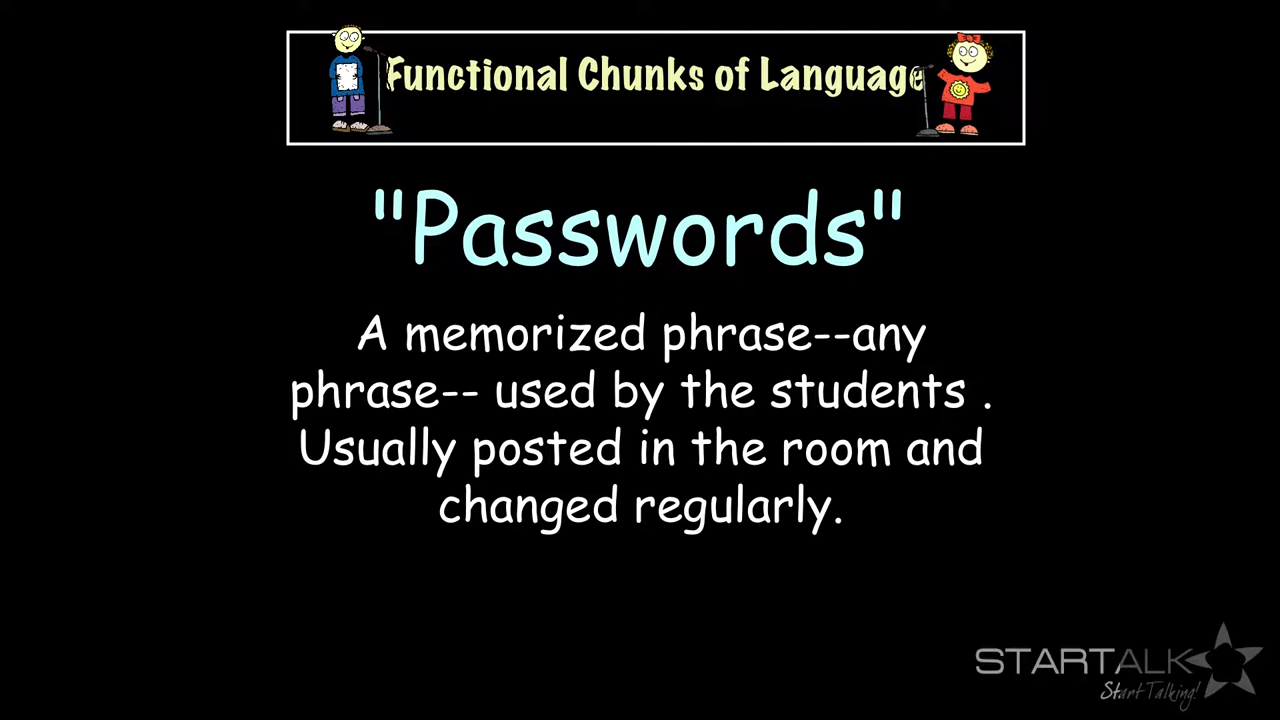 Functional Chunks of Language
"Passwords"
A memorized phrase--any
phrase-- used by the students .
Usually posted in the room and
changed regularly.
STARTALK
Start Talking!